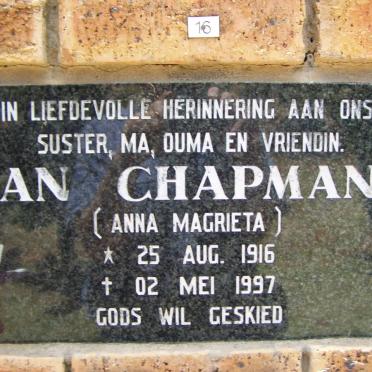 16
IN LIEFDEVOLLE HERINNERING AAN ONS
SUSTER, MA, OUMA EN VRIENDIN.
AN CHAPMAN
( ANNA MAGRIETA )
* 25 AUG. 1916
† 02 MEI 1997
GODS WIL GESKIED